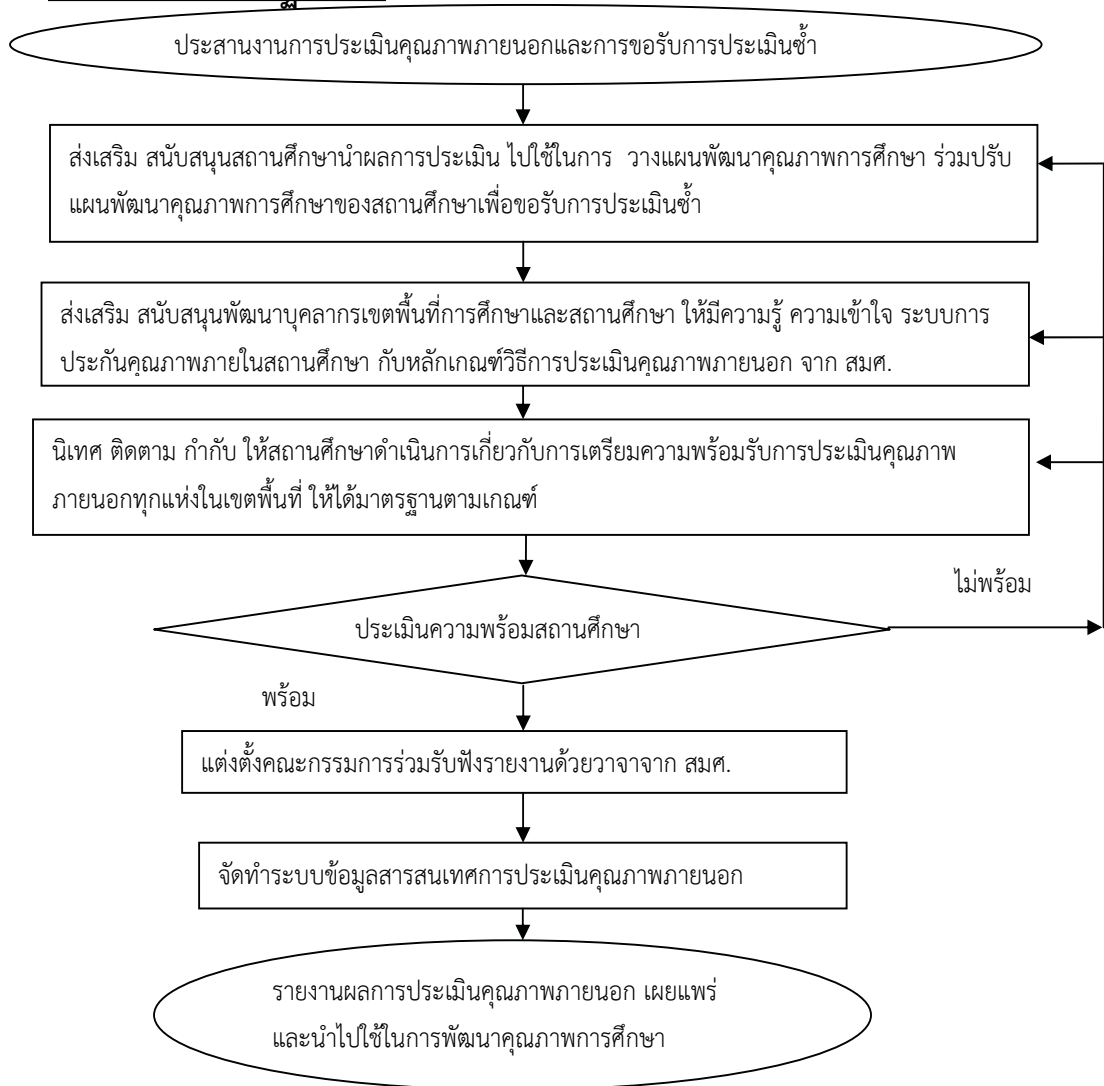 ประสานงานการประเมินคุณภาพภายนอกและการขอรับการประเมินซ้ำ
ส่งเสริม สนับสนุนสถานศึกษานำผลการประเมิน ไปใช้ในการ วางแผนพัฒนาคุณภาพการศึกษา ร่วมปรับ
แผนพัฒนาคุณภาพการศึกษาของสถานศึกษาเพื่อขอรับการประเมินซ้ำ
ส่งเสริม สนับสนุนพัฒนาบุคลากรเขตพื้นที่การศึกษาและสถานศึกษา ให้มีความรู้ ความเข้าใจ ระบบการ
ประกันคุณภาพภายในสถานศึกษา กับหลักเกณฑ์วิธีการประเมินคุณภาพภายนอก จาก สมศ.
นิเทศ ติดตาม กำกับ ให้สถานศึกษาดำเนินการเกี่ยวกับการเตรียมความพร้อมรับการประเมินคุณภาพ
ภายนอกทุกแห่งในเขตพื้นที่ ให้ได้มาตรฐานตามเกณฑ์
ไม่พร้อม
ประเมินความพร้อมสถานศึกษา
พร้อม
แต่งตั้งคณะกรรมการร่วมรับฟังรายงานด้วยวาจาจาก สมศ.
จัดทำระบบข้อมูลสารสนเทศการประเมินคุณภาพภายนอก
รายงานผลการประเมินคุณภาพภายนอก เผยแพร่
และนำไปใช้ในการพัฒนาคุณภาพการศึกษา